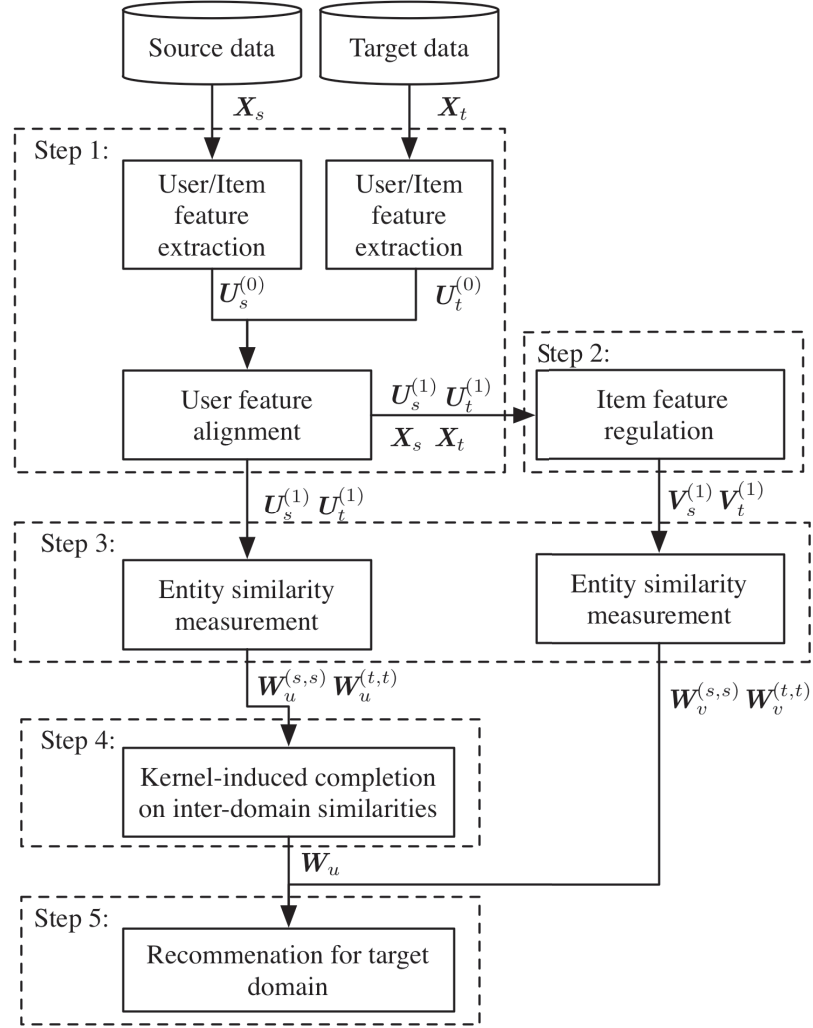 Source data
Target data
X_s
X_t
Step 1:
User/Item
feature
extraction
User/Item
feature
extraction
U_s^{(0)}
U_t^{(0)}
User feature
alignment
U_s^{(1)} U_t^{(1)}
X_s X_t
Step 2:
Item feature
regulation
U_s^{(1)} U_t^{(1)}
V_s^{(1)} V_t^{(1)}
Step 3:
Entity similarity
measurement
Entity similarity
measurement
W_u^{(s,s)} W_u^{(t,t)}
W_v^{(s,s)} W_v^{(t,t)}
Step 4:
Kernel-induced completion
on inter-domain similarities
W_u
Step 5:
Recommenation for target
domain